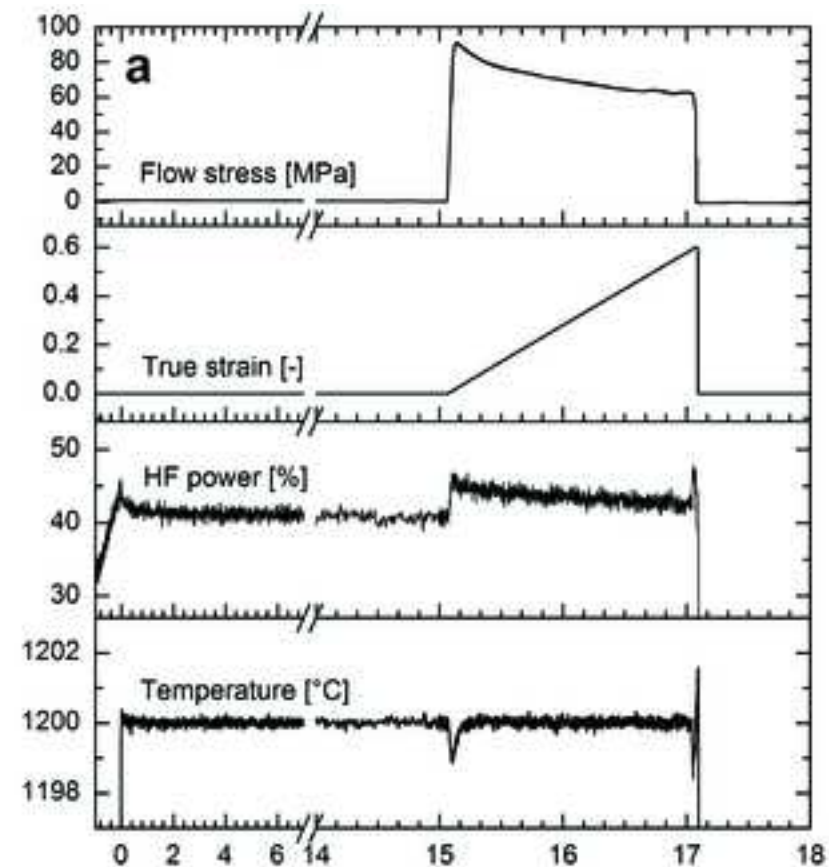 100
80
60
40
20
0
a
Flow stress [MPa]
0.6
0.4
0.2
0.0
True strain [-]
50
40
30
HF power [%]
1202
1200
1198
Temperature [°C]
0 2 4 6 14 15 16 17 18